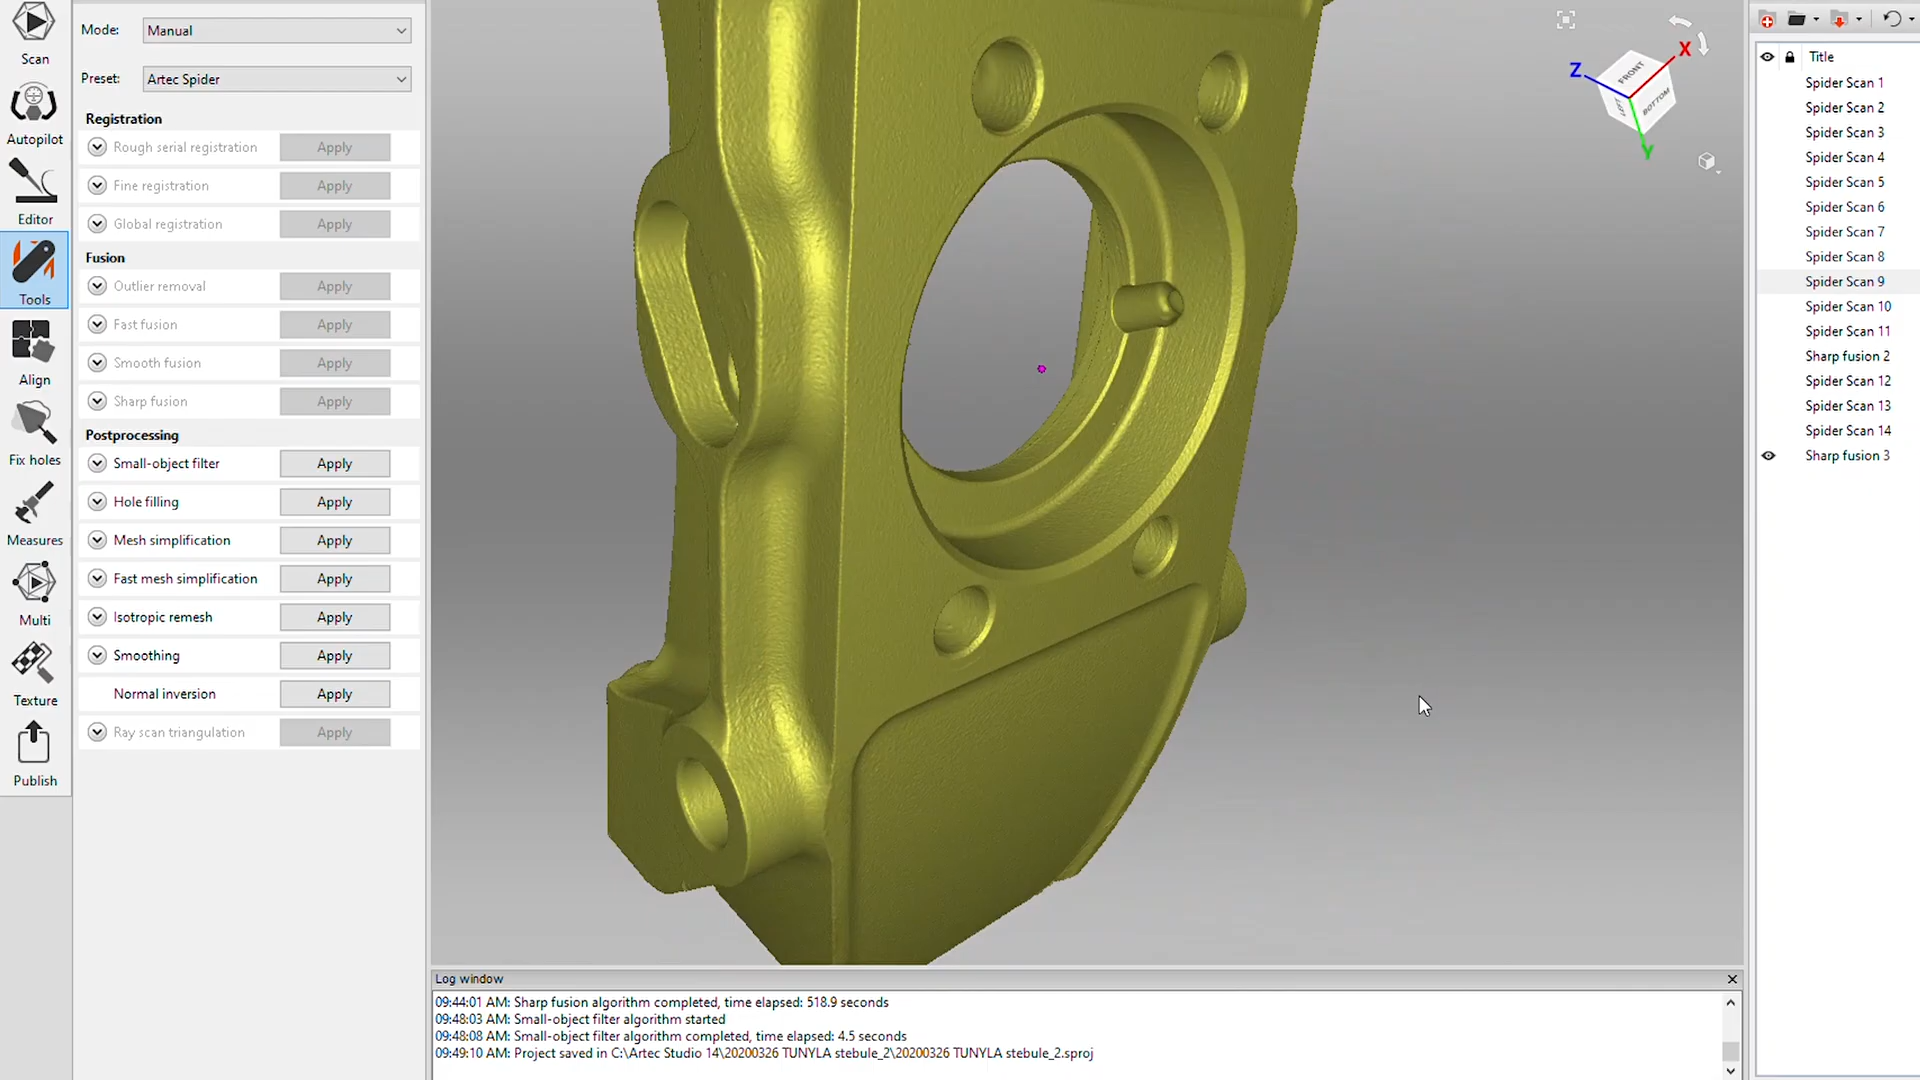 Scan
Autopilot
Editor
Tools
Align
Fix holes
Measures
Multi
Texture
Publish
Mode: Manual
Preset: Artec Spider
Registration
Rough serial registration Apply
Fine registration Apply
Global registration Apply
Fusion
Outlier removal Apply
Fast fusion Apply
Smooth fusion Apply
Sharp fusion Apply
Postprocessing
Small-object filter Apply
Hole filling Apply
Mesh simplification Apply
Fast mesh simplification Apply
Isotropic remesh Apply
Smoothing Apply
Normal inversion Apply
Ray scan triangulation Apply
X
Z
FRONT
LEFT
BOTTOM
Y
Title
Spider Scan 1
Spider Scan 2
Spider Scan 3
Spider Scan 4
Spider Scan 5
Spider Scan 6
Spider Scan 7
Spider Scan 8
Spider Scan 9
Spider Scan 10
Spider Scan 11
Sharp fusion 2
Spider Scan 12
Spider Scan 13
Spider Scan 14
Sharp fusion 3
Log window
09:44:01 AM: Sharp fusion algorithm completed, time elapsed: 518.9 seconds
09:48:03 AM: Small-object filter algorithm started
09:48:08 AM: Small-object filter algorithm completed, time elapsed: 4.5 seconds
09:49:10 AM: Project saved in C:\Artec Studio 14\20200326 TUNYLA stebule_2\20200326 TUNYLA stebule_2.sproj